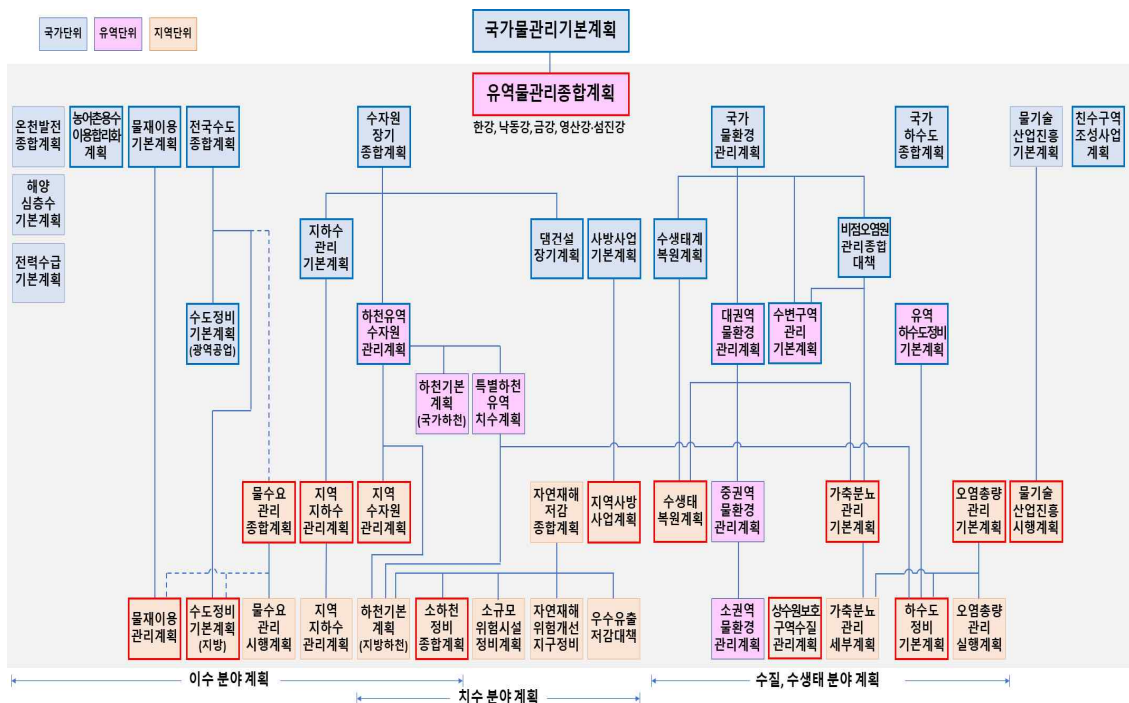 국가단위
유역단위
지역단위
국가물관리기본계획
유역물관리종합계획
한강, 낙동강, 금강, 영산강·섬진강
온천발전
종합계획
농어촌용수
이용합리화
계획
물재이용
기본계획
전국수도
종합계획
수자원
장기
종합계획
국가
물환경
관리계획
국가
하수도
종합계획
물기술
산업진흥
기본계획
친수구역
조성사업
계획
해양
심층수
기본계획
전력수급
기본계획
지하수
관리
기본계획
댐건설
장기계획
사방사업
기본계획
수생태계
복원계획
비점오염원
관리종합
대책
수도정비
기본계획
(광역공업)
하천유역
수자원
관리계획
대권역
물환경
관리계획
수변구역
관리
기본계획
유역
하수도정비
기본계획
하천기본
계획
(국가하천)
특별하천
유역
치수계획
물수요
관리
종합계획
지역
지하수
관리계획
지역
수자원
관리계획
자연재해
저감
종합계획
지역사방
사업계획
수생태
복원계획
중권역
물환경
관리계획
가축분뇨
관리
기본계획
오염총량
관리
기본계획
물기술
산업진흥
시행계획
물재이용
관리계획
수도정비
기본계획
(지방)
물수요
관리
시행계획
지역
지하수
관리계획
하천기본
계획
(지방하천)
소하천
정비
종합계획
소규모
위험시설
정비계획
자연재해
위험개선
지구정비
우수유출
저감대책
소권역
물환경
관리계획
상수원보호
구역수질
관리계획
가축분뇨
관리
세부계획
하수도
정비
기본계획
오염총량
관리
실행계획
이수 분야 계획
치수 분야 계획
수질, 수생태 분야 계획